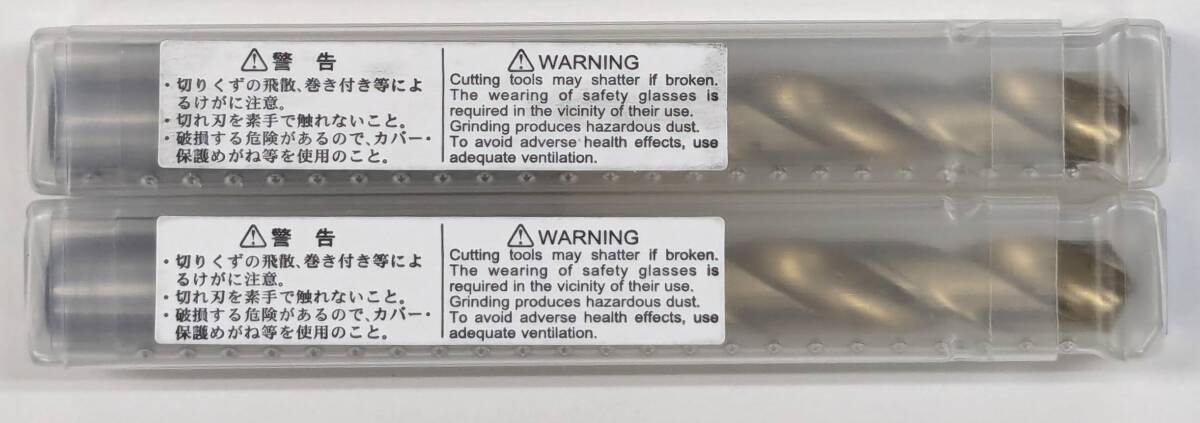 ⚠警 告
・切りくずの飛散、巻き付き等によ
るけがに注意。
・切れ刃を素手で触れないこと。
・破損する危険があるので、カバー・
保護めがね等を使用のこと。
⚠WARNING
Cutting tools may shatter if broken.
The wearing of safety glasses is
required in the vicinity of their use.
Grinding produces hazardous dust.
To avoid adverse health effects, use
adequate ventilation.
⚠警 告
・切りくずの飛散、巻き付き等によ
るけがに注意。
・切れ刃を素手で触れないこと。
・破損する危険があるので、カバー・
保護めがね等を使用のこと。
⚠WARNING
Cutting tools may shatter if broken.
The wearing of safety glasses is
required in the vicinity of their use.
Grinding produces hazardous dust.
To avoid adverse health effects, use
adequate ventilation.